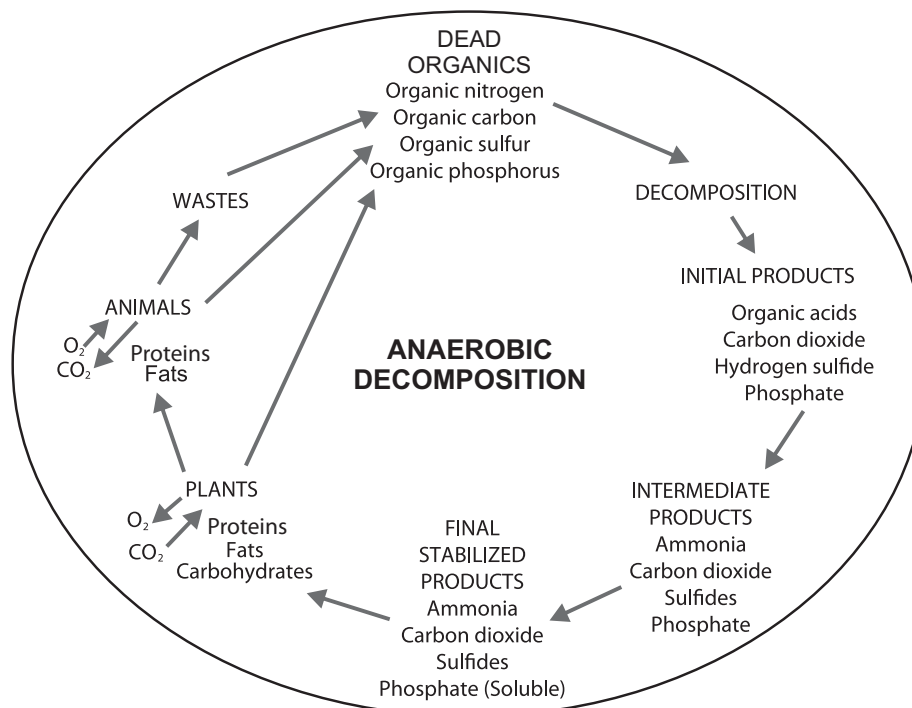 DEAD
ORGANICS
Organic nitrogen
Organic carbon
Organic sulfur
Organic phosphorus
DECOMPOSITION
INITIAL PRODUCTS
Organic acids
Carbon dioxide
Hydrogen sulfide
Phosphate
INTERMEDIATE
PRODUCTS
Ammonia
Carbon dioxide
Sulfides
Phosphate
FINAL
STABILIZED
PRODUCTS
Ammonia
Carbon dioxide
Sulfides
Phosphate (Soluble)
PLANTS
O₂
CO₂
Proteins
Fats
Carbohydrates
ANIMALS
O₂
CO₂
Proteins
Fats
WASTES
ANAEROBIC
DECOMPOSITION